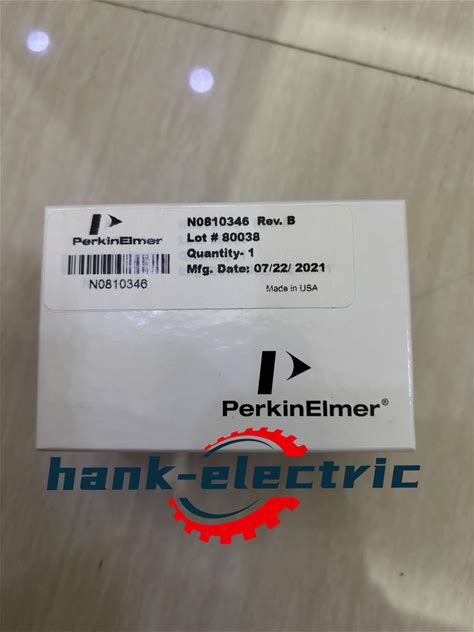 PerkinElmer
N0810346
N0810346 Rev. B
Lot # 80038
Quantity- 1
Mfg. Date: 07/22/ 2021
Made in USA
PerkinElmer®
hank-electric